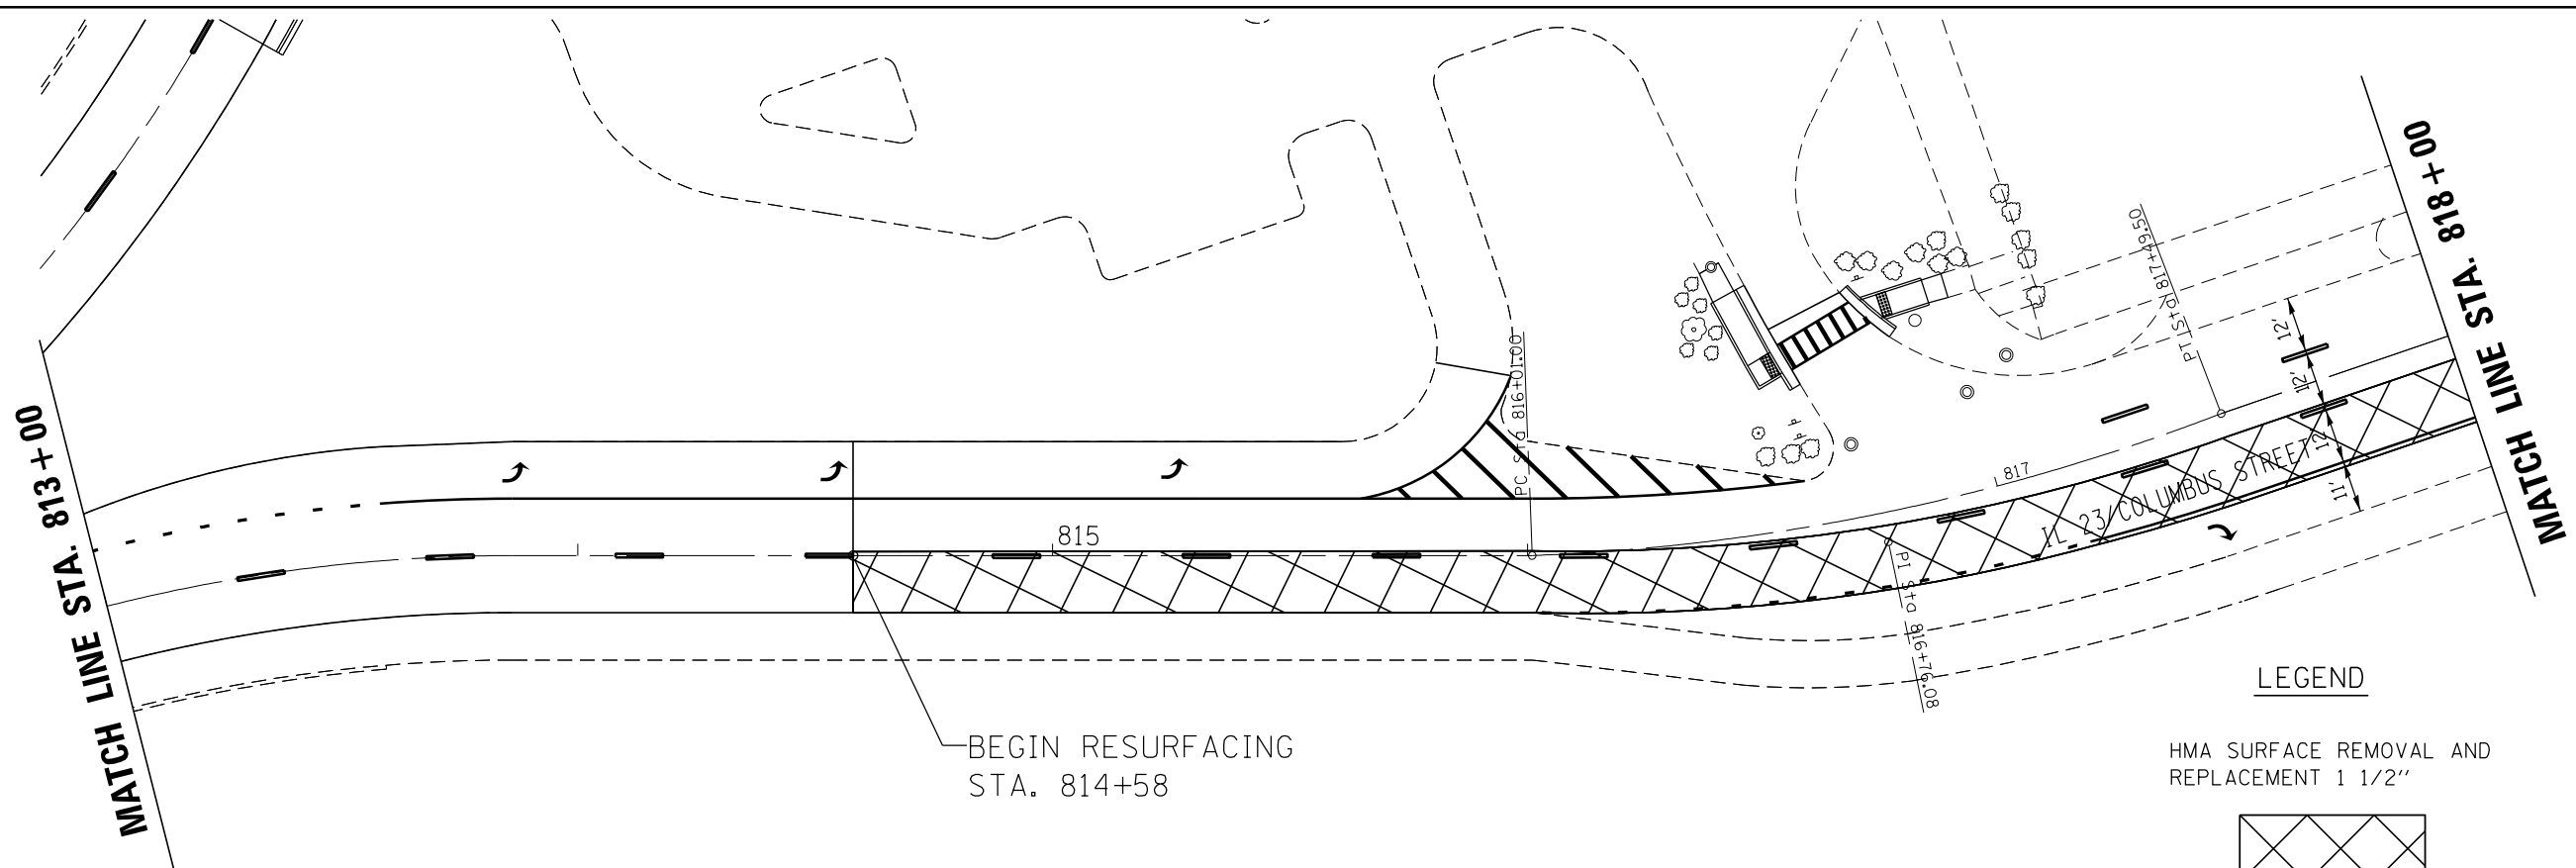 MATCH LINE STA. 813+00
815
BEGIN RESURFACING
STA. 814+58
PC Sta 816+01.00
PI Sta 816+76.08
817
PT Sta 817+49.50
IL 23/COLUMBUS STREET
12'
12'
12'
11'
MATCH LINE STA. 818+00
LEGEND
HMA SURFACE REMOVAL AND
REPLACEMENT 1 1/2''